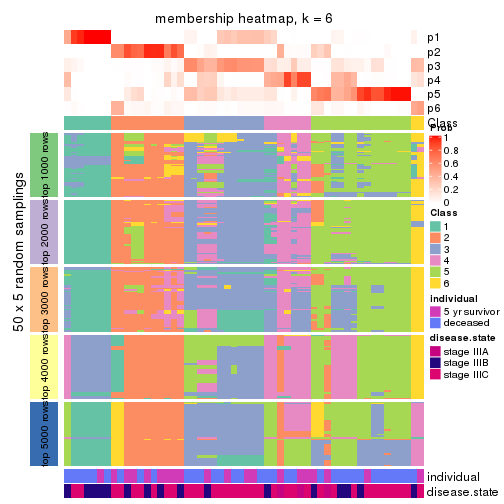 membership heatmap, k = 6
p1
p2
p3
p4
p5
p6
Class
Prob
1
0.8
0.6
0.4
0.2
0
Class
1
2
3
4
5
6
individual
5 yr survivor
deceased
disease.state
stage IIIA
stage IIIB
stage IIIC
50 x 5 random samplings
top 1000 rows
top 2000 rows
top 3000 rows
top 4000 rows
top 5000 rows
individual
disease.state